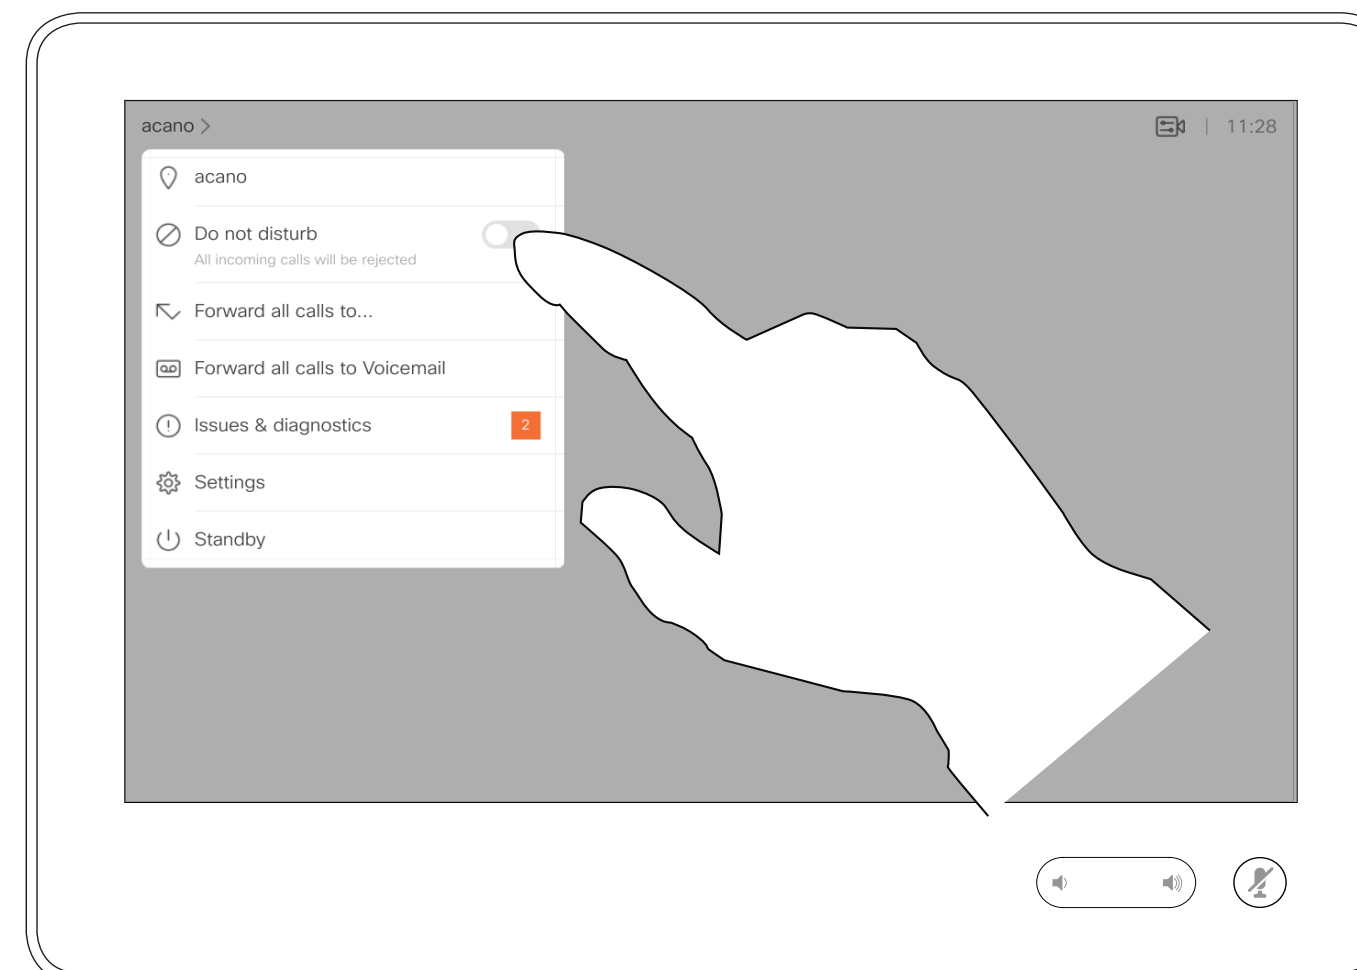 acano
11:28
acano
Do not disturb
All incoming calls will be rejected
Forward all calls to...
Forward all calls to Voicemail
Issues & diagnostics
2
Settings
Standby